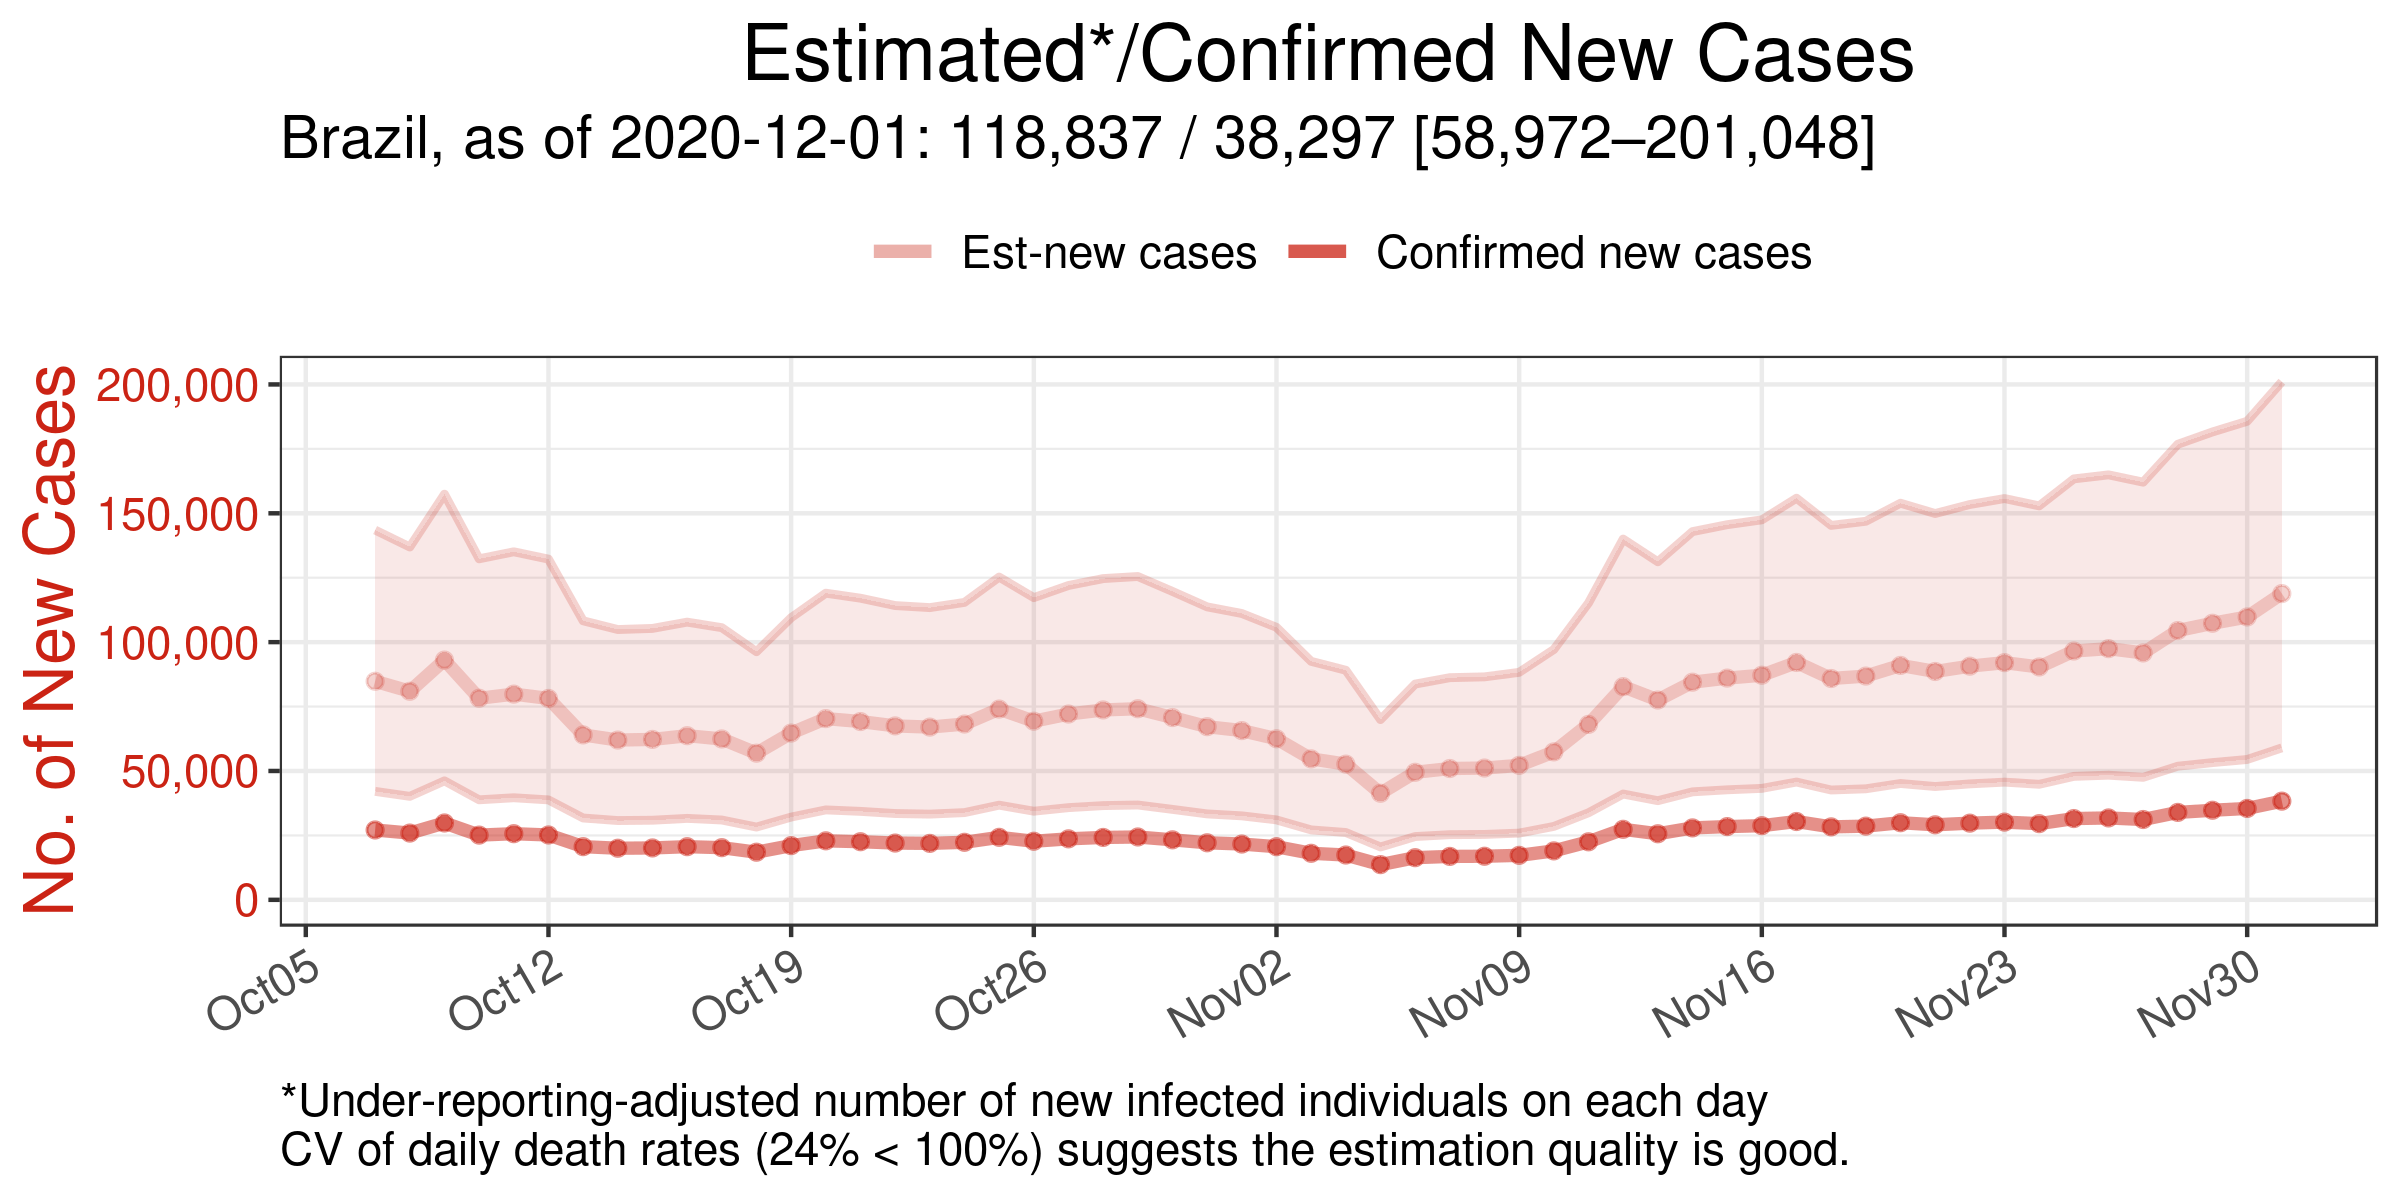 Estimated*/Confirmed New Cases
Brazil, as of 2020-12-01: 118,837 / 38,297 [58,972–201,048]
Est-new cases
Confirmed new cases
No. of New Cases
200,000
150,000
100,000
50,000
0
Oct05
Oct12
Oct19
Oct26
Nov02
Nov09
Nov16
Nov23
Nov30
*Under-reporting-adjusted number of new infected individuals on each day
CV of daily death rates (24% < 100%) suggests the estimation quality is good.